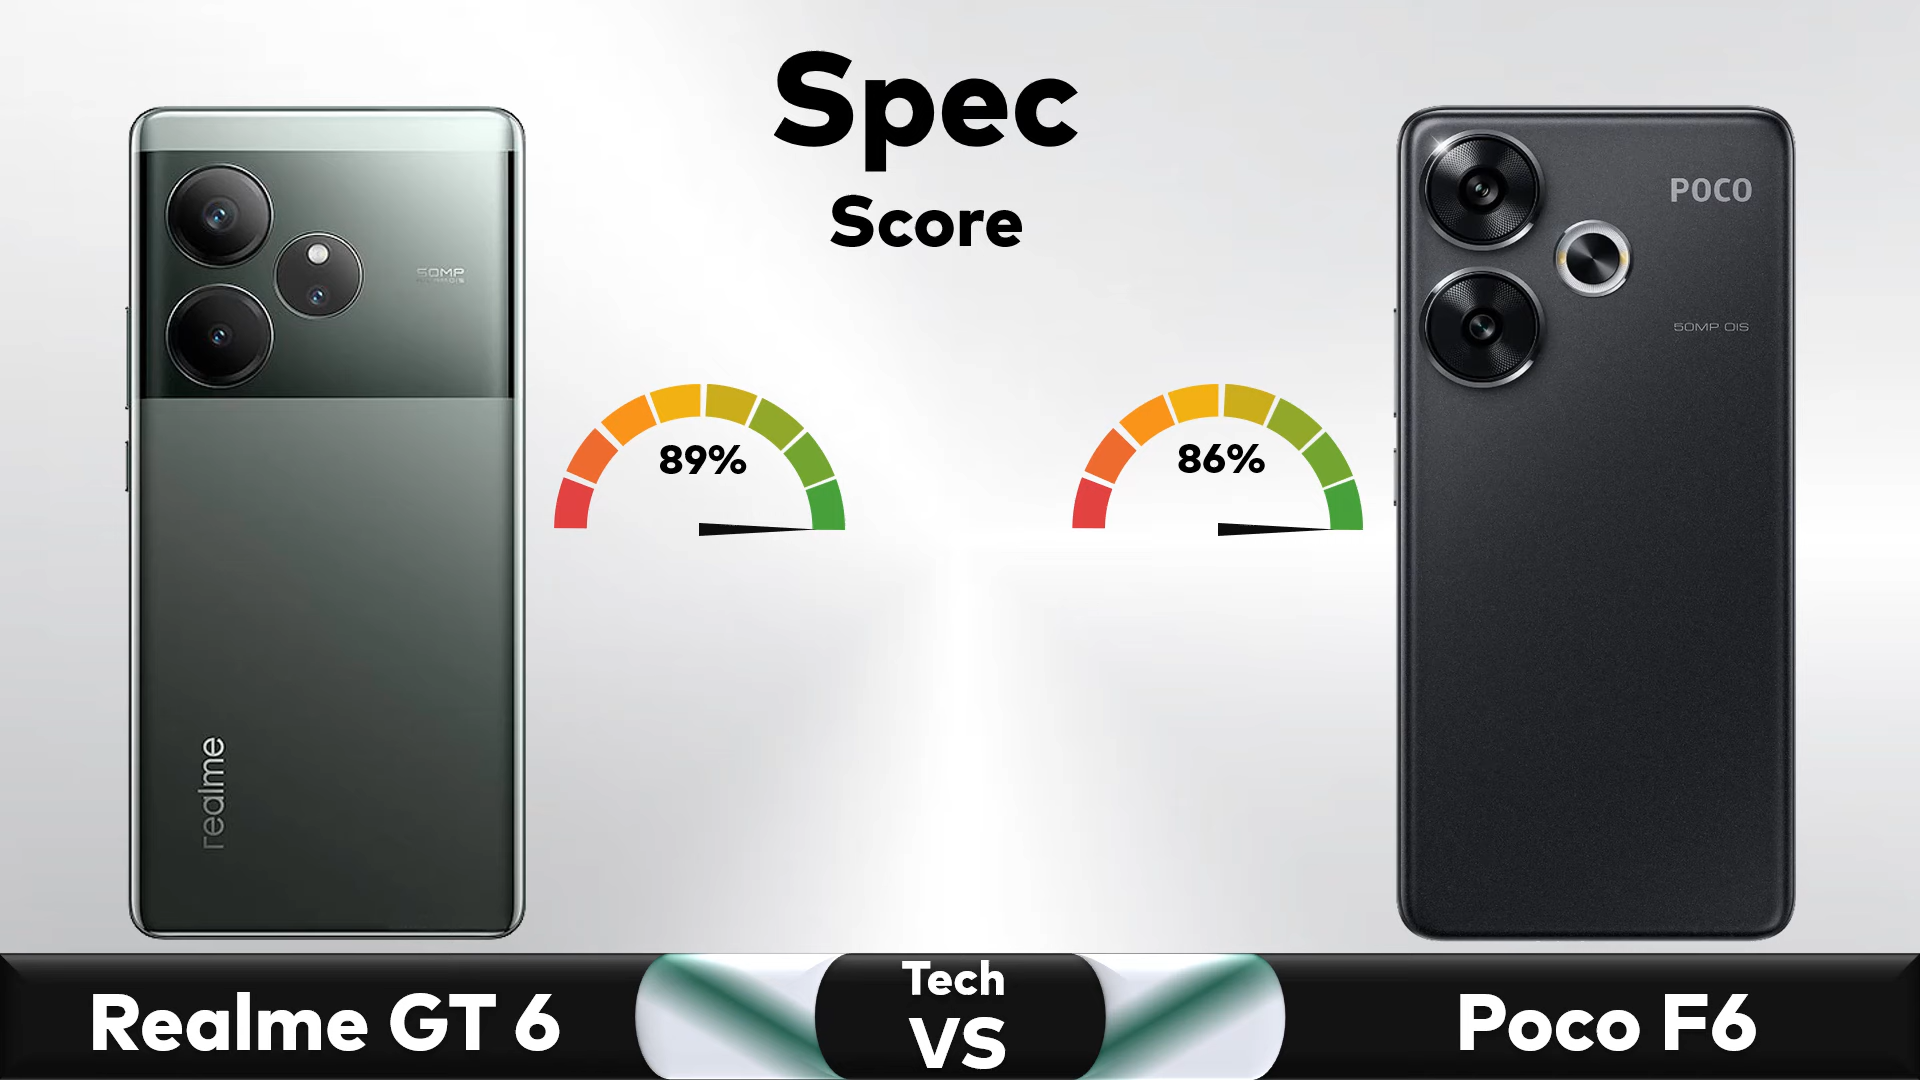 Spec
Score
50MP
POCO
50MP OIS
89%
86%
realme
Realme GT 6
Tech
VS
Poco F6